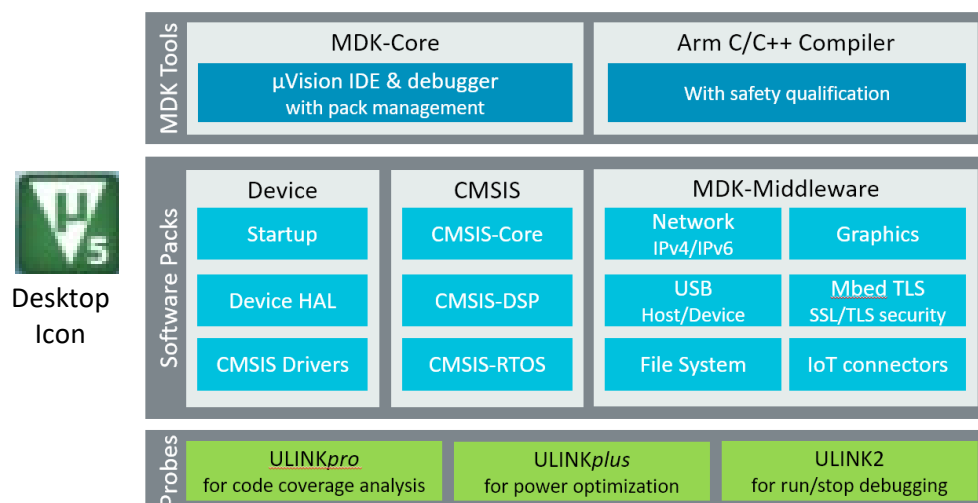 MDK Tools
MDK-Core
µVision IDE & debugger
with pack management
Arm C/C++ Compiler
With safety qualification
µ5
Desktop
Icon
Software Packs
Device
Startup
Device HAL
CMSIS Drivers
CMSIS
CMSIS-Core
CMSIS-DSP
CMSIS-RTOS
MDK-Middleware
Network
IPv4/IPv6
Graphics
USB
Host/Device
Mbed TLS
SSL/TLS security
File System
IoT connectors
Probes
ULINKpro
for code coverage analysis
ULINKplus
for power optimization
ULINK2
for run/stop debugging